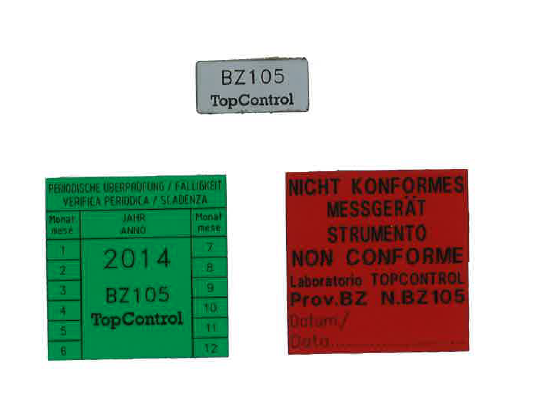 BZ105
TopControl
PERIODISCHE ÜBERPRÜFUNG / FÄLLIGKEIT
VERIFICA PERIODICA / SCADENZA
Monat
mese
JAHR
ANNO
Monat
mese
1
2
3
4
5
6
2014
BZ105
TopControl
7
8
9
10
11
12
NICHT KONFORMES
MESSGERÄT
STRUMENTO
NON CONFORME
Laboratorio TOPCONTROL
Prov.BZ N.BZ105
Datum/
Data